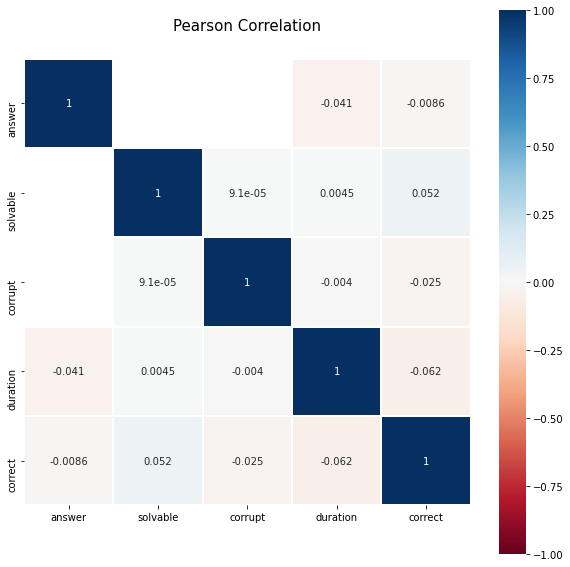 Pearson Correlation
1.00
0.75
0.50
0.25
0.00
−0.25
−0.50
−0.75
−1.00
answer
1
-0.041
-0.0086
solvable
1
9.1e-05
0.0045
0.052
corrupt
9.1e-05
1
-0.004
-0.025
duration
-0.041
0.0045
-0.004
1
-0.062
correct
-0.0086
0.052
-0.025
-0.062
1
answer
solvable
corrupt
duration
correct